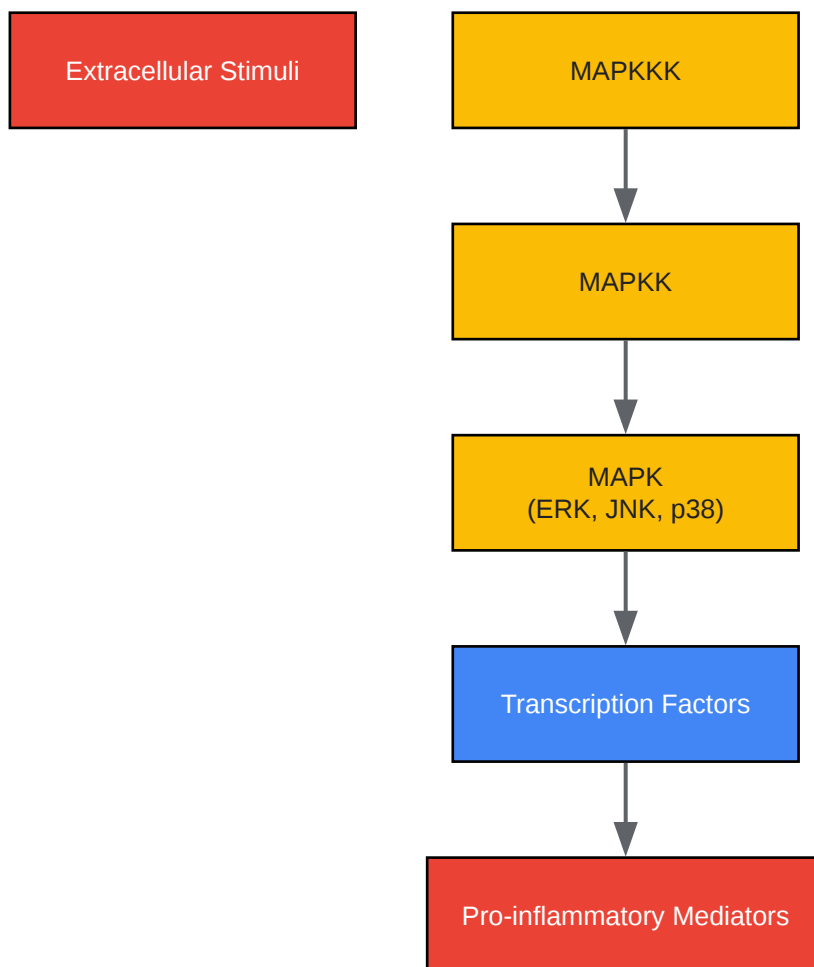 Extracellular Stimuli
MAPKKK
MAPKK
MAPK
(ERK, JNK, p38)
Transcription Factors
Pro-inflammatory Mediators